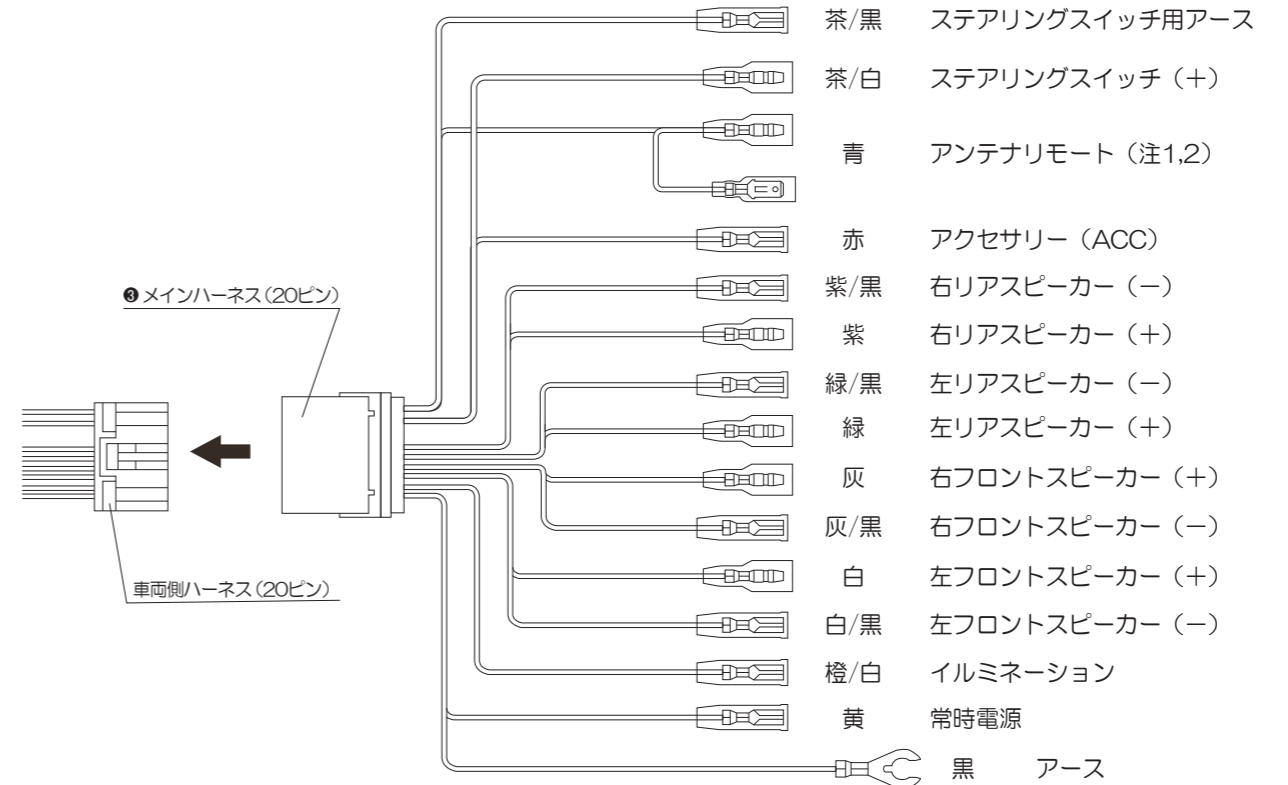 茶/黒 ステアリングスイッチ用アース
茶/白 ステアリングスイッチ（＋）
青 アンテナリモート（注1,2）
赤 アクセサリー（ACC）
紫/黒 右リアスピーカー（－）
❸メインハーネス（20ピン）
紫 右リアスピーカー（＋）
緑/黒 左リアスピーカー（－）
緑 左リアスピーカー（＋）
灰 右フロントスピーカー（＋）
灰/黒 右フロントスピーカー（－）
白 左フロントスピーカー（＋）
車両側ハーネス（20ピン）
白/黒 左フロントスピーカー（－）
橙/白 イルミネーション
黄 常時電源
黒 アース